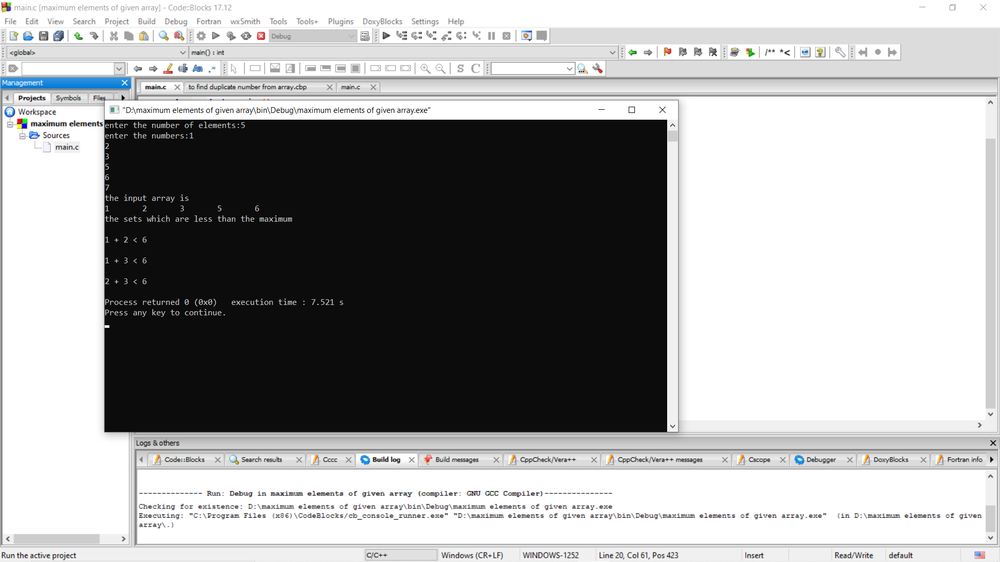 main.c [maximum elements of given array] - Code::Blocks 17.12
File Edit View Search Project Build Debug Fortran wxSmith Tools Tools+ Plugins DoxyBlocks Settings Help
Debug
<global> main() : int
/** *<
.*
S C
Management
main.c to find duplicate number from array.cbp main.c
Projects Symbols Files
Workspace
maximum elements
Sources
main.c
"D:\maximum elements of given array\bin\Debug\maximum elements of given array.exe"
enter the number of elements:5
enter the numbers:1
2
3
5
6
7
the input array is
1 2 3 5 6
the sets which are less than the maximum
1 + 2 < 6
1 + 3 < 6
2 + 3 < 6
Process returned 0 (0x0) execution time : 7.521 s
Press any key to continue.
Logs & others
Code::Blocks Search results Cccc Build log Build messages CppCheck/Vera++ CppCheck/Vera++ messages Cscope Debugger DoxyBlocks Fortran info
-------------- Run: Debug in maximum elements of given array (compiler: GNU GCC Compiler)---------------
Checking for existence: D:\maximum elements of given array\bin\Debug\maximum elements of given array.exe
Executing: "C:\Program Files (x86)\CodeBlocks/cb_console_runner.exe" "D:\maximum elements of given array\bin\Debug\maximum elements of given array.exe" (in D:\maximum elements of given
array\.)
Run the active project C/C++ Windows (CR+LF) WINDOWS-1252 Line 20, Col 61, Pos 423 Insert Read/Write default